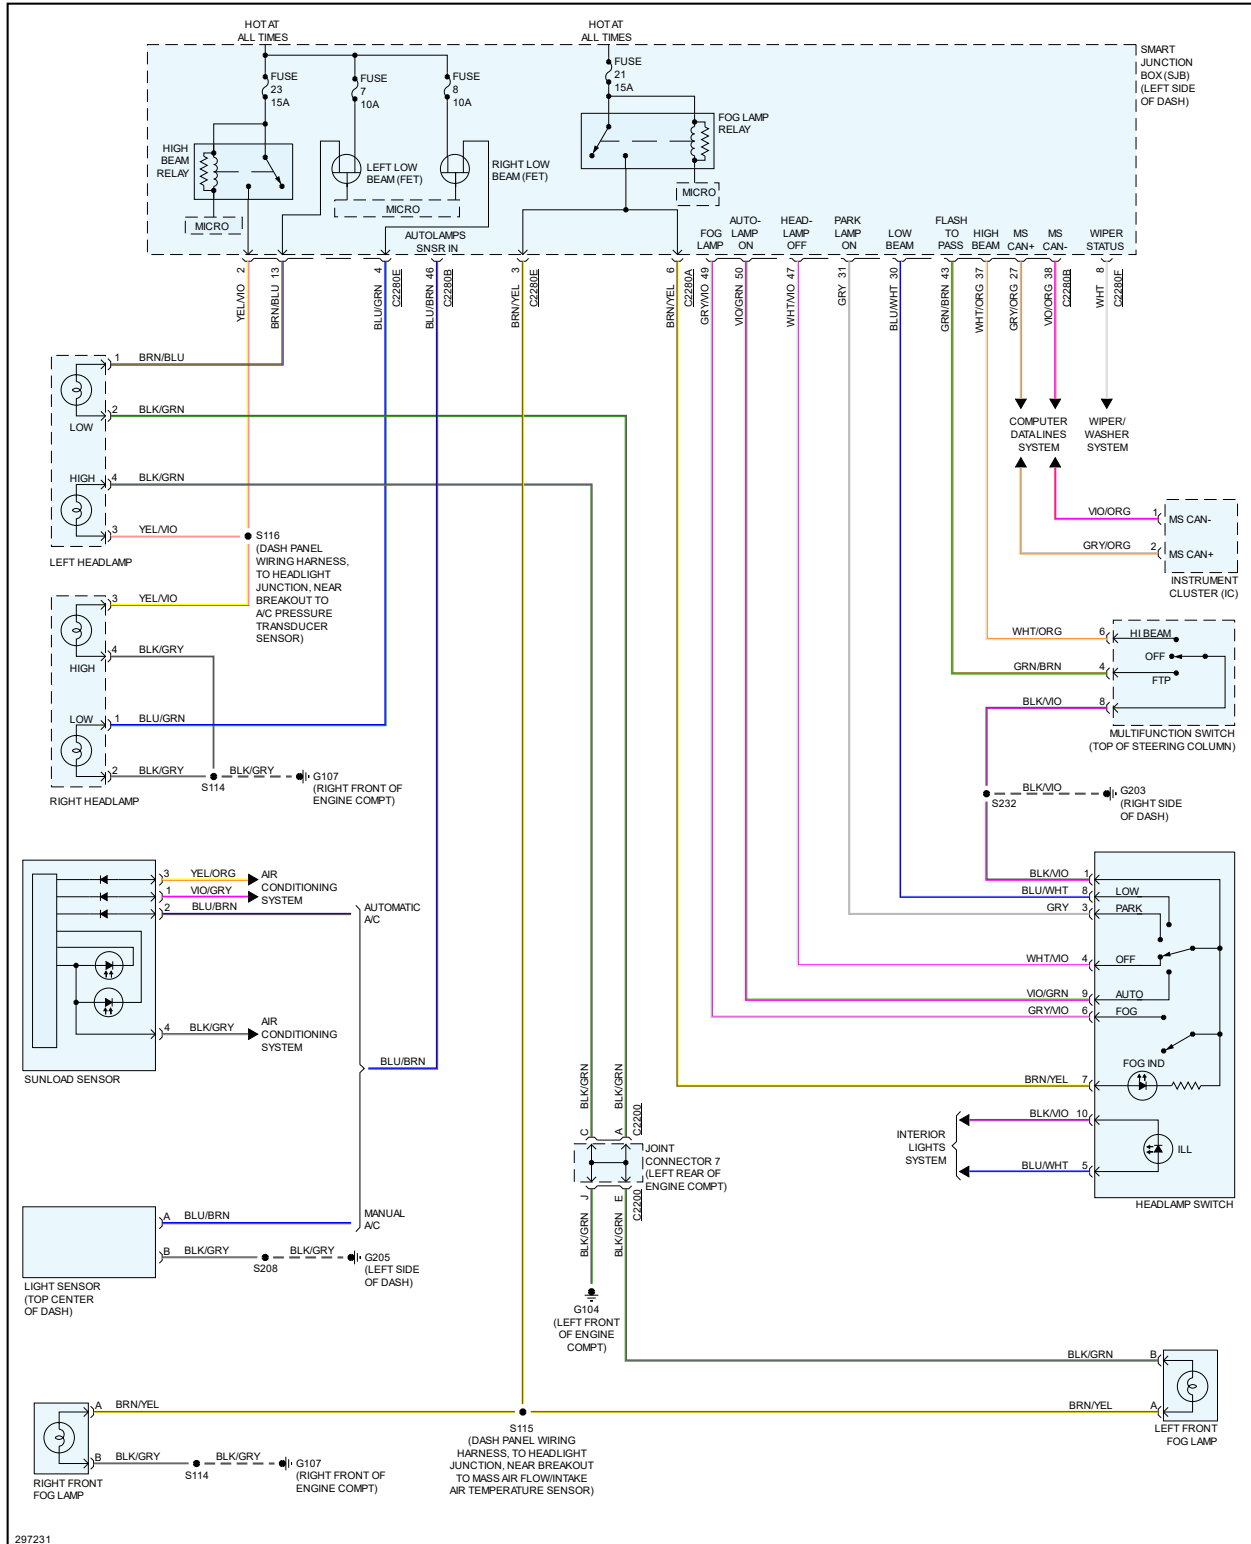 HOT AT
ALL TIMES
HOT AT
ALL TIMES
SMART
JUNCTION
BOX (SJB)
(LEFT SIDE
OF DASH)
FUSE
23
15A
FUSE
7
10A
FUSE
8
10A
FUSE
21
15A
HIGH
BEAM
RELAY
LEFT LOW
BEAM (FET)
RIGHT LOW
BEAM (FET)
FOG LAMP
RELAY
MICRO
MICRO
MICRO
AUTOLAMPS
SNSR IN
FOG
LAMP
AUTO-
LAMP
ON
HEAD-
LAMP
OFF
PARK
LAMP
ON
LOW
BEAM
FLASH
TO
PASS
HIGH
BEAM
MS
CAN+
MS
CAN-
WIPER
STATUS
YEL/VIO 2
BRN/BLU 13
BLU/GRN 4
C2280E
BLU/BRN 46
C2280B
BRN/YEL 3
C2280E
BRN/YEL 6
C2280A
GRY/VIO 49
VIO/GRN 50
WHT/VIO 47
GRY 31
BLU/WHT 30
GRN/BRN 43
WHT/ORG 37
GRY/ORG 27
VIO/ORG 38
C2280B
WHT 8
C2280F
1 BRN/BLU
2 BLK/GRN
LOW
HIGH
4 BLK/GRN
3 YEL/VIO
LEFT HEADLAMP
S116
(DASH PANEL
WIRING HARNESS,
TO HEADLIGHT
JUNCTION, NEAR
BREAKOUT TO
A/C PRESSURE
TRANSDUCER
SENSOR)
COMPUTER
DATA LINES
SYSTEM
WIPER/
WASHER
SYSTEM
VIO/ORG 1 MS CAN-
GRY/ORG 2 MS CAN+
INSTRUMENT
CLUSTER (IC)
3 YEL/VIO
4 BLK/GRY
HIGH
LOW
1 BLU/GRN
2 BLK/GRY
S114
BLK/GRY
G107
(RIGHT FRONT OF
ENGINE COMPT)
RIGHT HEADLAMP
WHT/ORG 6 HI BEAM
OFF
GRN/BRN 4
FTP
BLK/VIO 8
MULTIFUNCTION SWITCH
(TOP OF STEERING COLUMN)
S232
BLK/VIO
G203
(RIGHT SIDE
OF DASH)
3 YEL/ORG
1 VIO/GRY
AIR
CONDITIONING
SYSTEM
2 BLU/BRN
AUTOMATIC
A/C
4 BLK/GRY
AIR
CONDITIONING
SYSTEM
SUNLOAD SENSOR
BLU/BRN
BLK/VIO 1
BLU/WHT 8 LOW
GRY 3 PARK
WHT/VIO 4 OFF
VIO/GRN 9 AUTO
GRY/VIO 6 FOG
FOG IND
BRN/YEL 7
BLK/VIO 10
INTERIOR
LIGHTS
SYSTEM
ILL
BLU/WHT 5
HEADLAMP SWITCH
BLK/GRN
BLK/GRN
C
A
C2200
JOINT
CONNECTOR 7
(LEFT REAR OF
ENGINE COMPT)
J
E
C2200
BLK/GRN
BLK/GRN
G104
(LEFT FRONT
OF ENGINE
COMPT)
A BLU/BRN
MANUAL
A/C
B BLK/GRY
S208
BLK/GRY
G205
(LEFT SIDE
OF DASH)
LIGHT SENSOR
(TOP CENTER
OF DASH)
BLK/GRN B
BRN/YEL A
LEFT FRONT
FOG LAMP
A BRN/YEL
S115
(DASH PANEL WIRING
HARNESS, TO HEADLIGHT
JUNCTION, NEAR BREAKOUT
TO MASS AIR FLOW/INTAKE
AIR TEMPERATURE SENSOR)
B BLK/GRY
S114
BLK/GRY
G107
(RIGHT FRONT OF
ENGINE COMPT)
RIGHT FRONT
FOG LAMP
297231